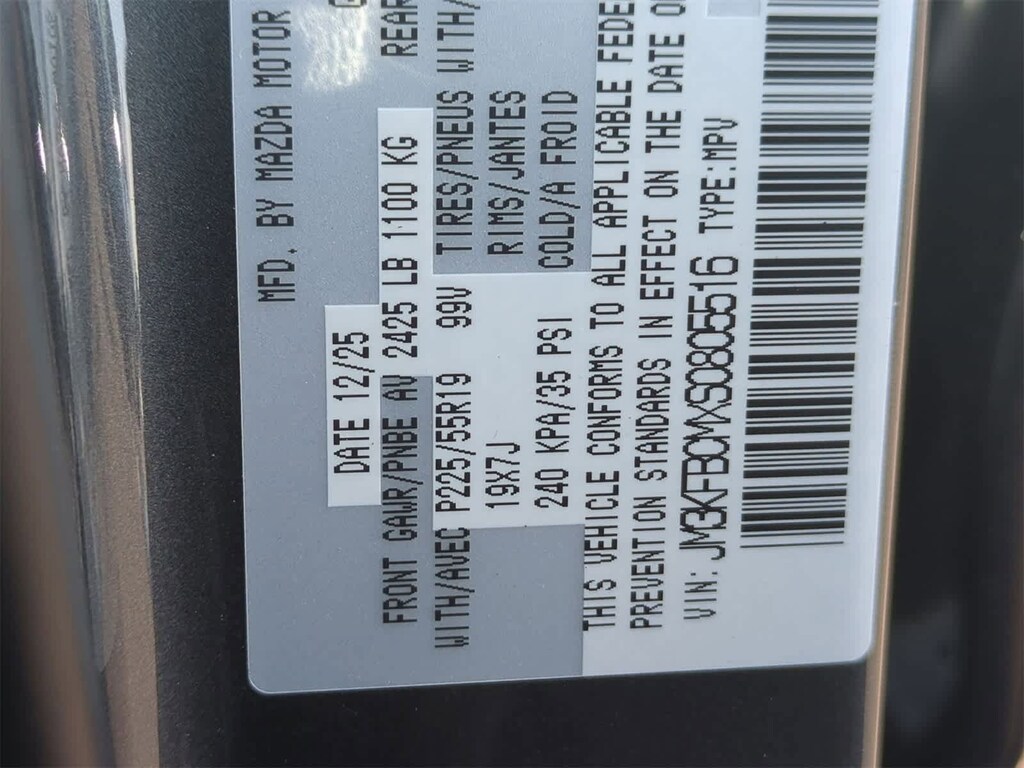 MFD. BY MAZDA MOTOR
DATE 12/25
FRONT GAWR/PNBE AV 2425 LB 1100 KG REAR
WITH/AVEC P225/55R19 99V TIRES/PNEUS WITH/
19X7J RIMS/JANTES
240 KPA/35 PSI COLD/A FROID
THIS VEHICLE CONFORMS TO ALL APPLICABLE FEDE
PREVENTION STANDARDS IN EFFECT ON THE DATE O
VIN: JM3KFBCMXS0805516 TYPE:MPV